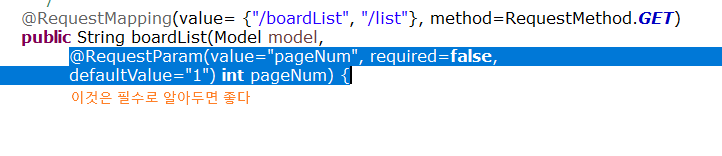 @RequestMapping(value= {"/boardList", "/list"}, method=RequestMethod.GET)
public String boardList(Model model,
@RequestParam(value="pageNum", required=false,
defaultValue="1") int pageNum) {
이것은 필수로 알아두면 좋다